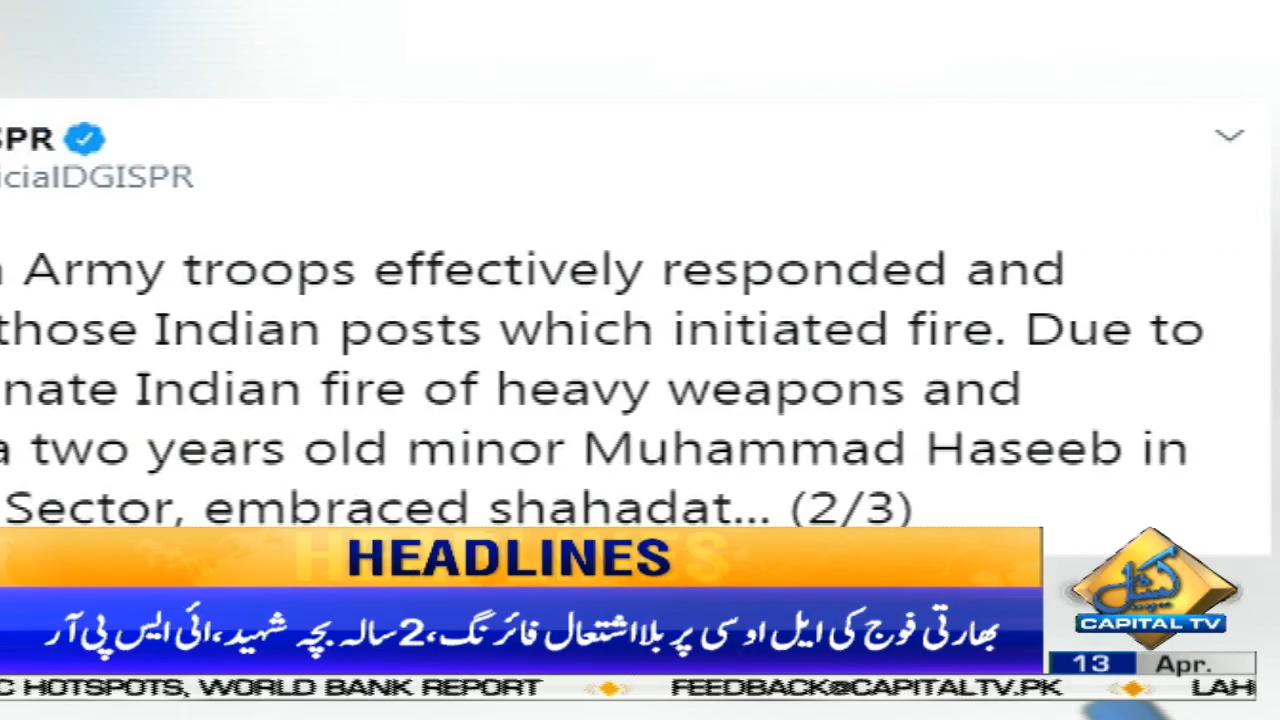 SPR
icialDGISPR
Army troops effectively responded and
those Indian posts which initiated fire. Due to
nate Indian fire of heavy weapons and
a two years old minor Muhammad Haseeb in
Sector, embraced shahadat... (2/3)
HEADLINES
بھارتی فوج کی ایل او سی پر بلااشتعال فائرنگ،2سالہ بچہ شہید،آئی ایس پی آر
کیپیٹل
CAPITAL TV
13 Apr.
C HOTSPOTS, WORLD BANK REPORT FEEDBACK@CAPITALTV.PK LAH